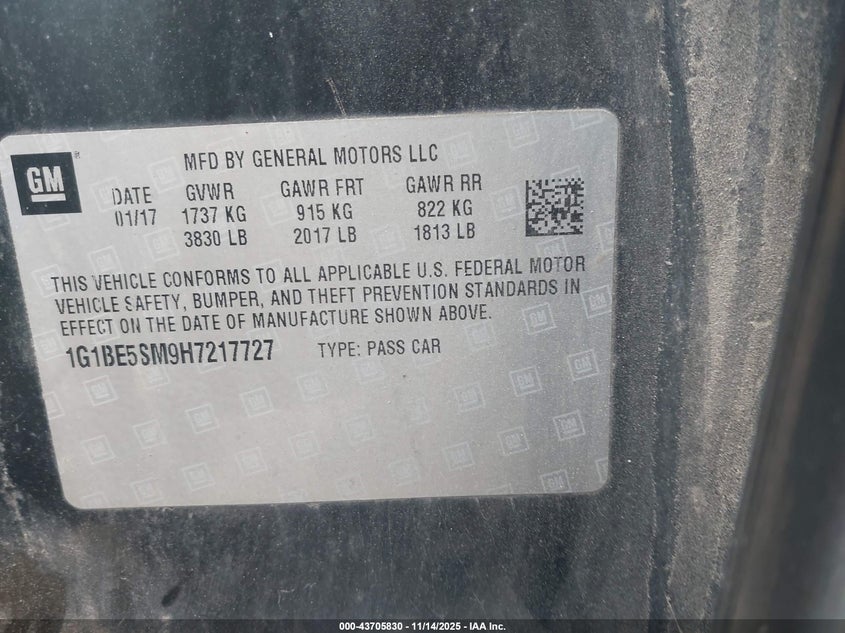 GM
MFD BY GENERAL MOTORS LLC
DATE GVWR GAWR FRT GAWR RR
01/17 1737 KG 915 KG 822 KG
3830 LB 2017 LB 1813 LB
THIS VEHICLE CONFORMS TO ALL APPLICABLE U.S. FEDERAL MOTOR
VEHICLE SAFETY, BUMPER, AND THEFT PREVENTION STANDARDS IN
EFFECT ON THE DATE OF MANUFACTURE SHOWN ABOVE.
1G1BE5SM9H7217727 TYPE: PASS CAR
000-43705830 - 11/14/2025 - IAA Inc.